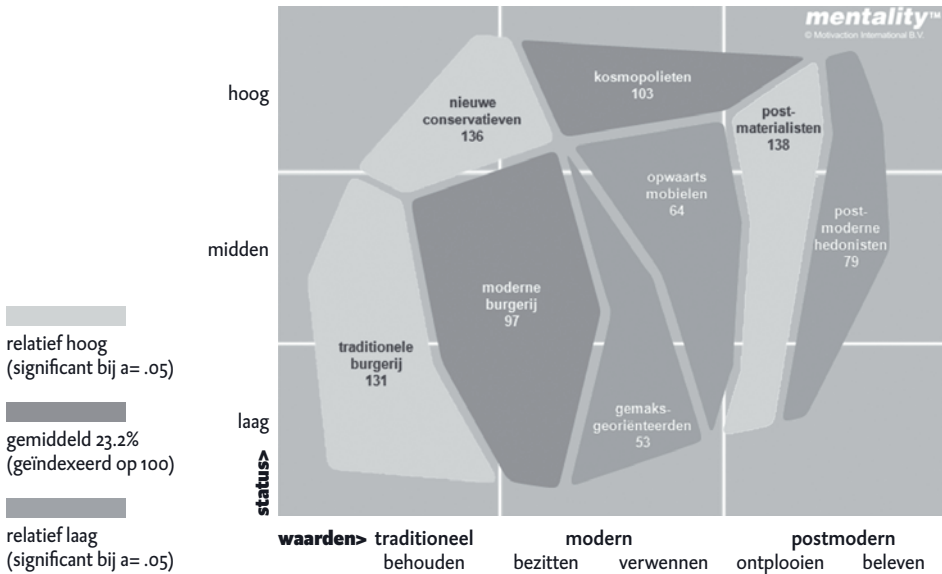 mentality™
© Motivaction International B.V.
hoog
kosmopolieten
103
nieuwe
conservatieven
136
post-
materialisten
138
opwaarts
mobielen
64
post-
moderne
hedonisten
79
midden
moderne
burgerij
97
relatief hoog
(significant bij a= .05)
traditionele
burgerij
131
gemiddeld 23.2%
(geïndexeerd op 100)
laag
gemaks-
georiënteerden
53
status>
relatief laag
(significant bij a= .05)
waarden> traditioneel modern postmodern
behouden bezitten verwennen ontplooien beleven